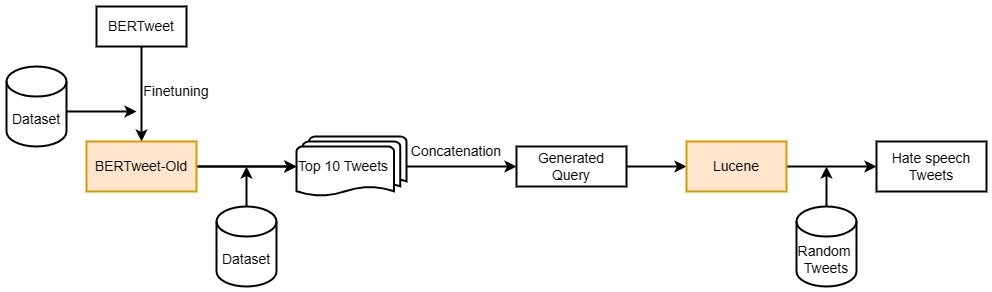 BERTweet
Finetuning
Dataset
BERTweet-Old
Top 10 Tweets
Concatenation
Generated
Query
Lucene
Hate speech
Tweets
Dataset
Random
Tweets